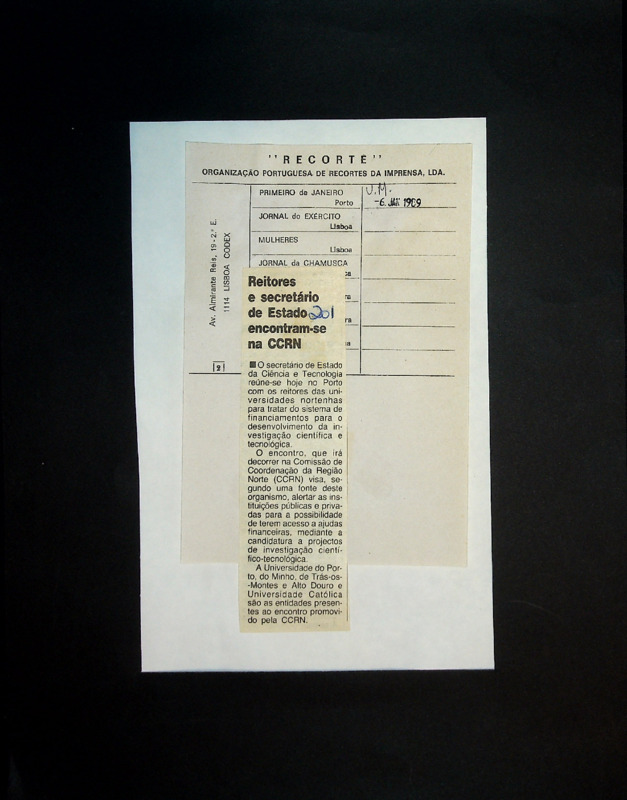 "RECORTE"
ORGANIZAÇÃO PORTUGUESA DE RECORTES DA IMPRENSA, LDA.
Av. Almirante Reis, 19-2.º E.
1114 LISBOA CODEX
PRIMEIRO de JANEIRO
Porto
U.M.
-6. 1989
JORNAL do EXÉRCITO
Lisboa
MULHERES
Lisboa
JORNAL da CHAMUSCA
Reitores
e secretário
de Estado 201
encontram-se
na CCRN
O secretário de Estado
da Ciência e Tecnologia
reúne-se hoje no Porto
com os reitores das uni-
versidades nortenhas
para tratar do sistema de
financiamentos para o
desenvolvimento da in-
vestigação científica e
tecnológica.
O encontro, que irá
decorrer na Comissão de
Coordenação da Região
Norte (CCRN) visa, se-
gundo uma fonte deste
organismo, alertar as ins-
tituições públicas e priva-
das para a possibilidade
de terem acesso a ajudas
financeiras, mediante a
candidatura a projectos
de investigação cientí-
fico-tecnológica.
A Universidade do Por-
to, do Minho, de Trás-os-
-Montes e Alto Douro e
Universidade Católica
são as entidades presen-
tes ao encontro promovi-
do pela CCRN.